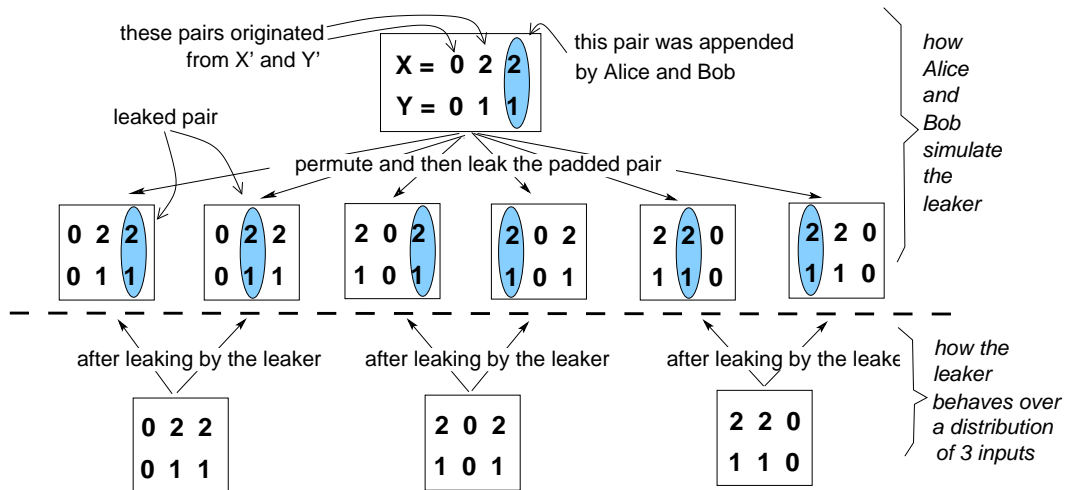 these pairs originated
from X' and Y'
X = 0 2 2
Y = 0 1 1
this pair was appended
by Alice and Bob
how
Alice
and
Bob
simulate
the
leaker
leaked pair
permute and then leak the padded pair
0 2 2
0 1 1
0 2 2
0 1 1
2 0 2
1 0 1
2 0 2
1 0 1
2 2 0
1 1 0
2 2 0
1 1 0
after leaking by the leaker
after leaking by the leaker
after leaking by the leake
0 2 2
0 1 1
2 0 2
1 0 1
2 2 0
1 1 0
how the
leaker
behaves over
a distribution
of 3 inputs